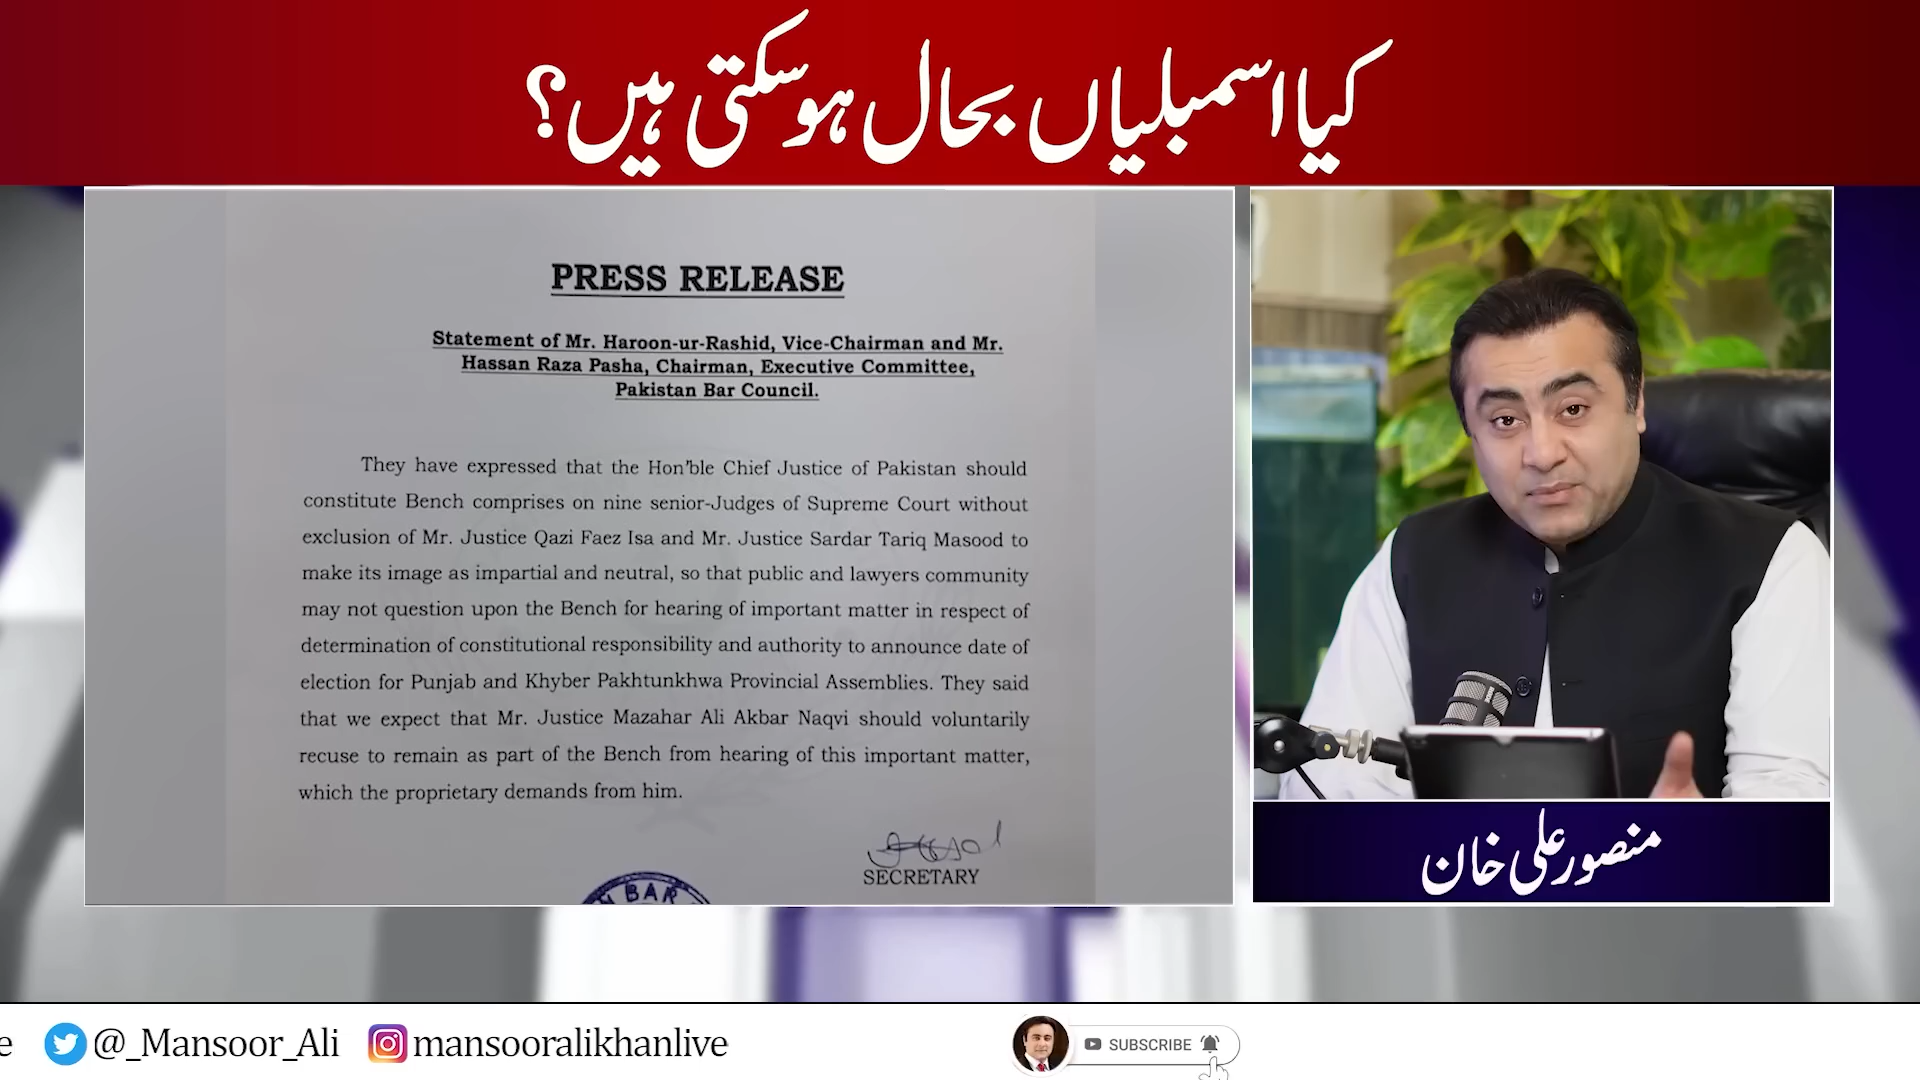 کیا اسمبلیاں بحال ہو سکتی ہیں؟
PRESS RELEASE
Statement of Mr. Haroon-ur-Rashid, Vice-Chairman and Mr.
Hassan Raza Pasha, Chairman, Executive Committee,
Pakistan Bar Council.
They have expressed that the Hon'ble Chief Justice of Pakistan should
constitute Bench comprises on nine senior-Judges of Supreme Court without
exclusion of Mr. Justice Qazi Faez Isa and Mr. Justice Sardar Tariq Masood to
make its image as impartial and neutral, so that public and lawyers community
may not question upon the Bench for hearing of important matter in respect of
determination of constitutional responsibility and authority to announce date of
election for Punjab and Khyber Pakhtunkhwa Provincial Assemblies. They said
that we expect that Mr. Justice Mazahar Ali Akbar Naqvi should voluntarily
recuse to remain as part of the Bench from hearing of this important matter,
which the proprietary demands from him.
SECRETARY
BAR
منصور علی خان
@_Mansoor_Ali
mansooralikhanlive
SUBSCRIBE